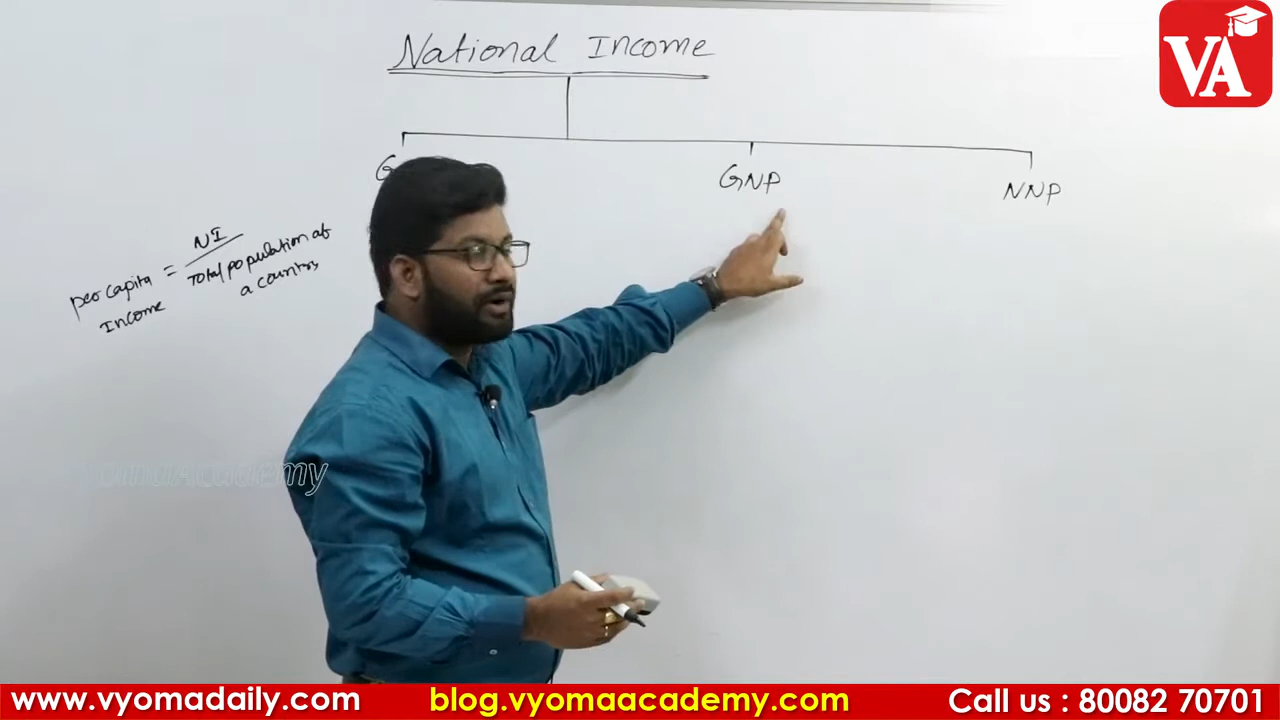 VA
National Income
G
GNP
NNP
per capita = NI
Income
Total population of
a country
www.vyomadaily.com
blog.vyomaacademy.com
Call us : 80082 70701